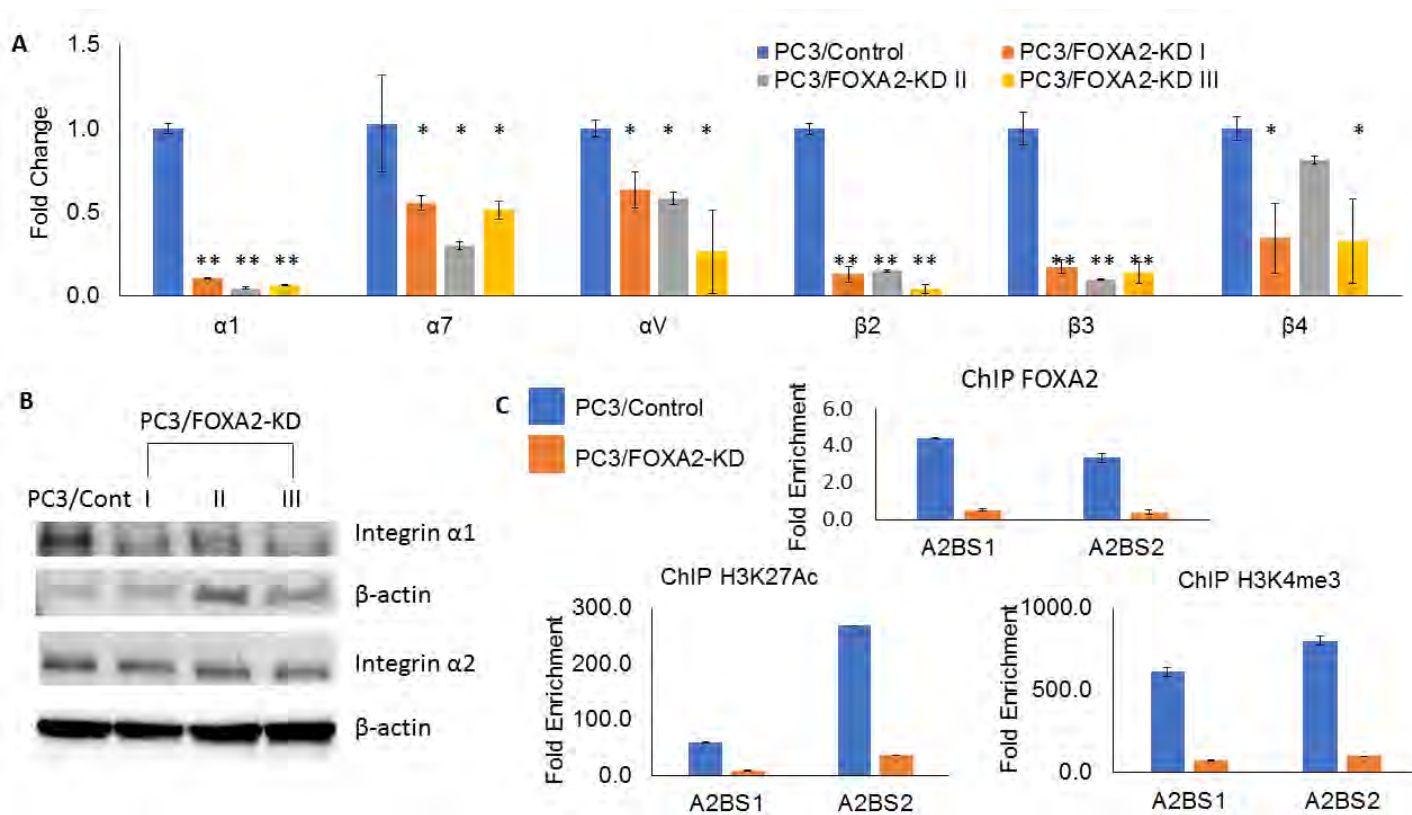 A
1.5
1.0
0.5
0.0
Fold Change
PC3/Control
PC3/FOXA2-KD I
PC3/FOXA2-KD II
PC3/FOXA2-KD III
* * *
* * *
* *
** ** **
** ** **
** ** **
α1 α7 αV β2 β3 β4
B
PC3/FOXA2-KD
PC3/Cont I II III
Integrin α1
β-actin
Integrin α2
β-actin
C
PC3/Control
PC3/FOXA2-KD
ChIP FOXA2
Fold Enrichment
6.0
4.0
2.0
0.0
A2BS1 A2BS2
ChIP H3K27Ac
Fold Enrichment
300.0
200.0
100.0
0.0
A2BS1 A2BS2
ChIP H3K4me3
Fold Enrichment
1000.0
500.0
0.0
A2BS1 A2BS2